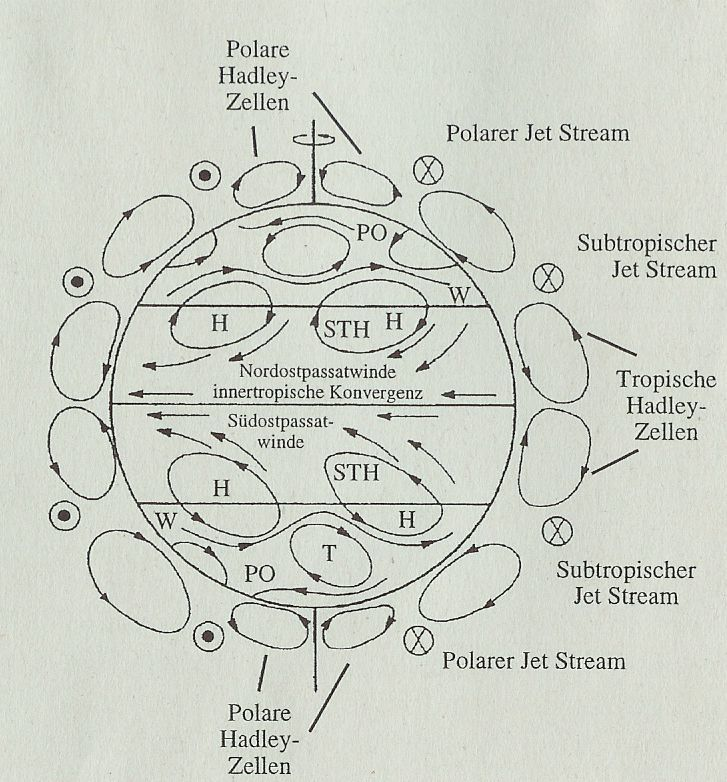 Polare
Hadley-
Zellen
Polarer Jet Stream
PO
Subtropischer
Jet Stream
W
H
STH H
Nordostpassatwinde
innertropische Konvergenz
Tropische
Hadley-
Zellen
Südostpassat-
winde
STH
H
H
W
T
PO
Subtropischer
Jet Stream
Polarer Jet Stream
Polare
Hadley-
Zellen